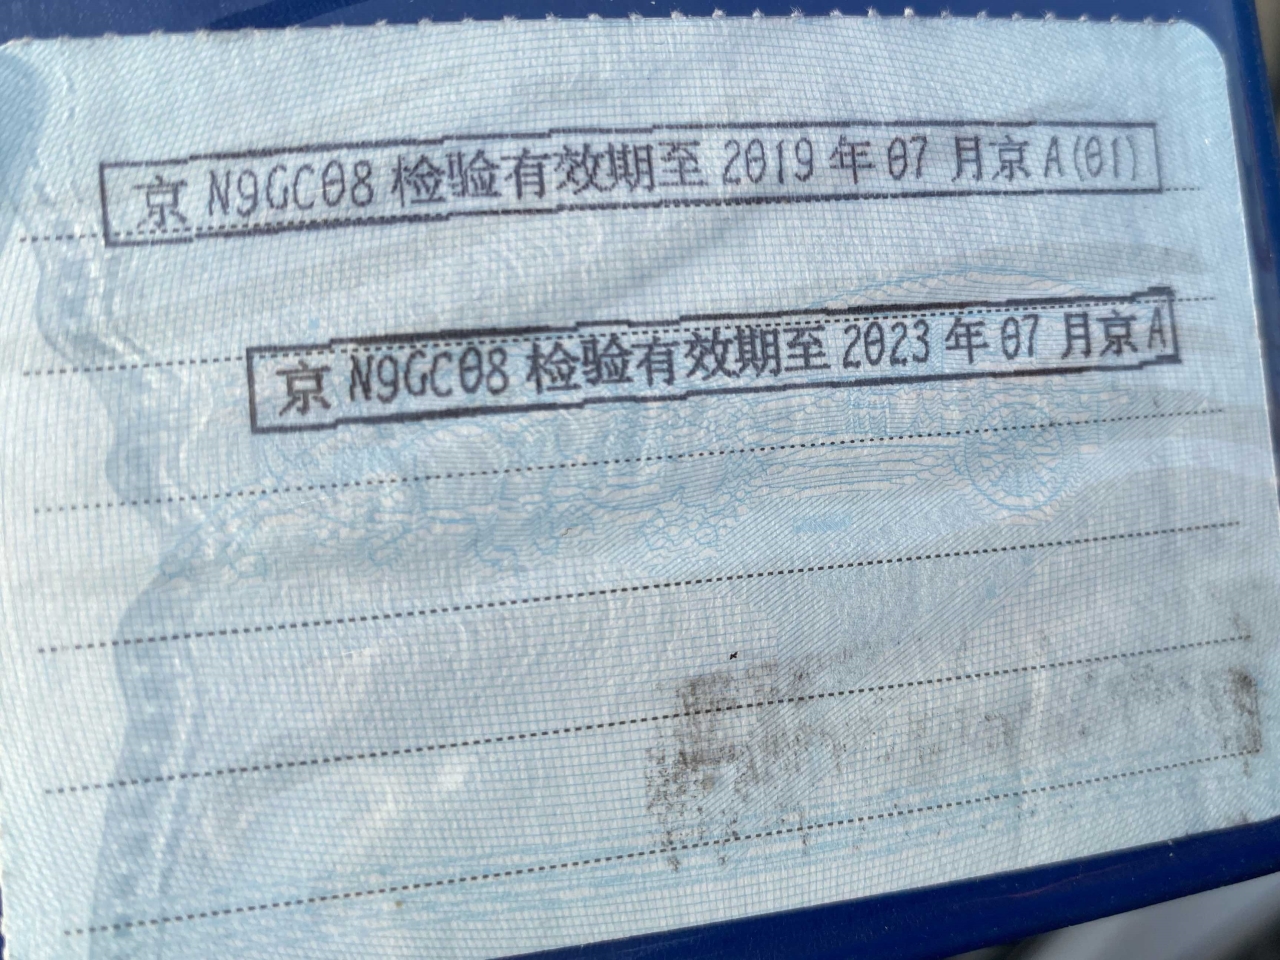 京 N9GC08 检验有效期至 2019 年 07 月京 A(01)
京 N9GC08 检验有效期至 2023 年 07 月京 A